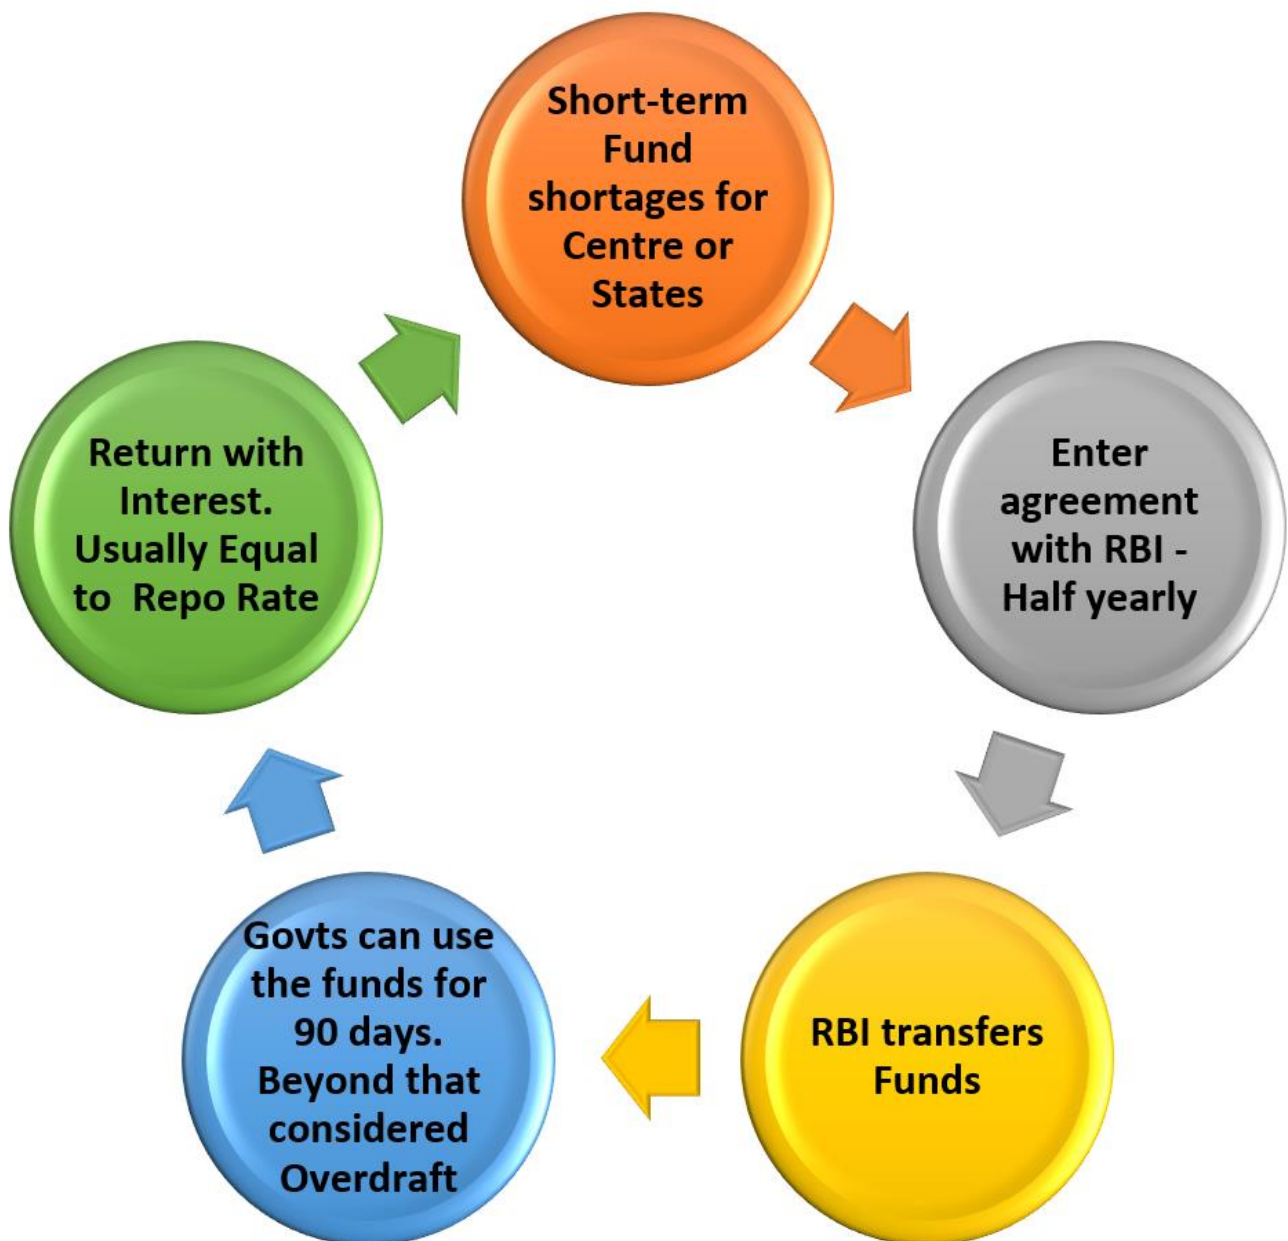 Short-term
Fund
shortages for
Centre or
States
Enter
agreement
with RBI -
Half yearly
RBI transfers
Funds
Govts can use
the funds for
90 days.
Beyond that
considered
Overdraft
Return with
Interest.
Usually Equal
to Repo Rate